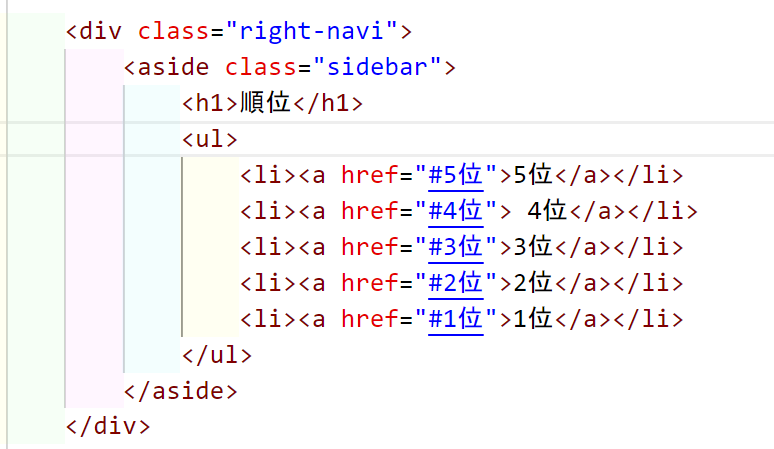 <div class="right-navi">
<aside class="sidebar">
<h1>順位</h1>
<ul>
<li><a href="#5位">5位</a></li>
<li><a href="#4位"> 4位</a></li>
<li><a href="#3位">3位</a></li>
<li><a href="#2位">2位</a></li>
<li><a href="#1位">1位</a></li>
</ul>
</aside>
</div>